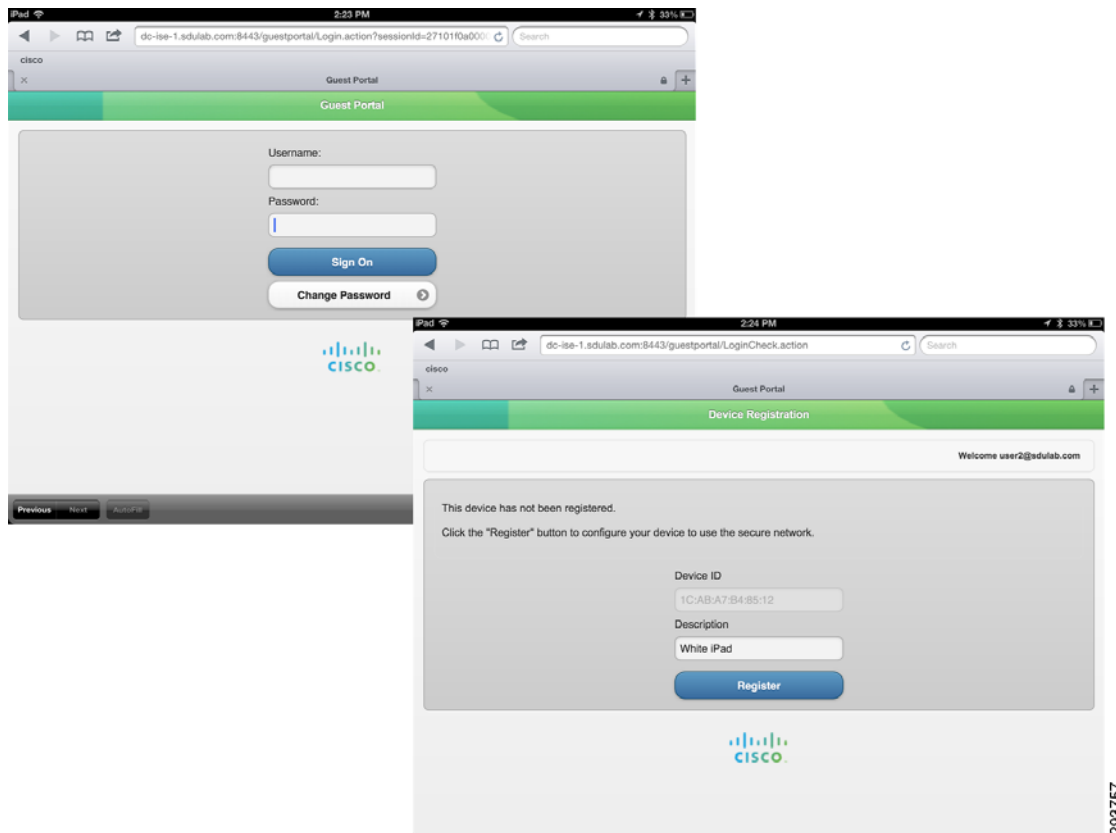 iPad 2:23 PM 33%
dc-ise-1.sdulab.com:8443/guestportal/Login.action?sessionId=27101f0a000 Search
cisco
Guest Portal
Guest Portal
Username:
Password:
Sign On
Change Password
CISCO
Previous Next AutoFill
iPad 2:24 PM 33%
dc-ise-1.sdulab.com:8443/guestportal/LoginCheck.action Search
cisco
Guest Portal
Device Registration
Welcome user2@sdulab.com
This device has not been registered.
Click the "Register" button to configure your device to use the secure network.
Device ID
1C:AB:A7:B4:85:12
Description
White iPad
Register
CISCO